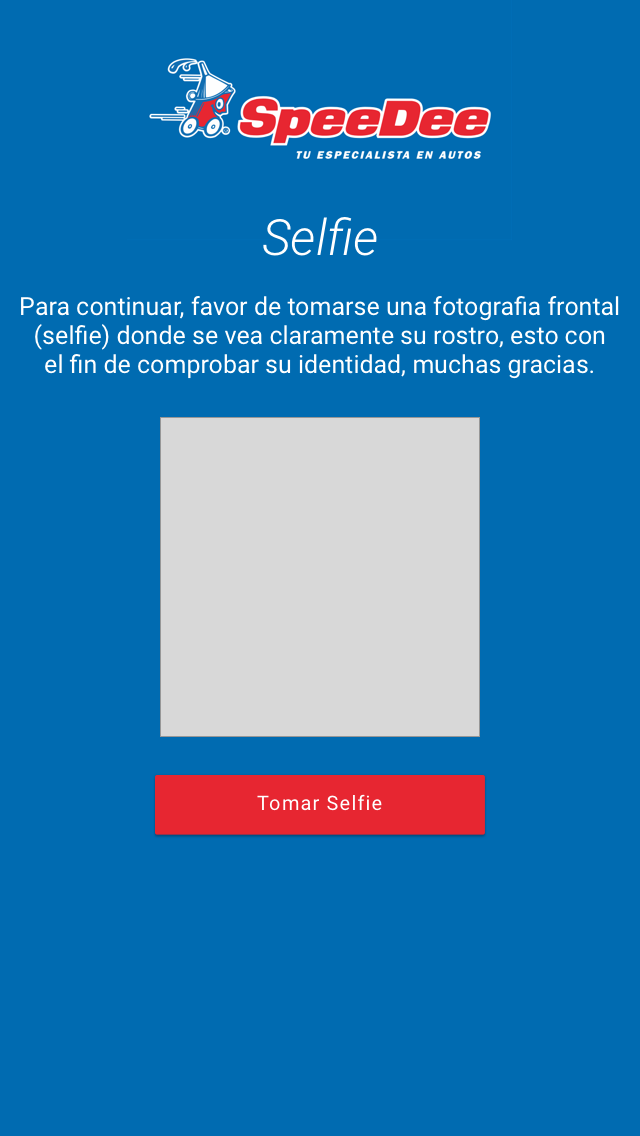 SpeeDee
TU ESPECIALISTA EN AUTOS
Selfie
Para continuar, favor de tomarse una fotografia frontal
(selfie) donde se vea claramente su rostro, esto con
el fin de comprobar su identidad, muchas gracias.
Tomar Selfie